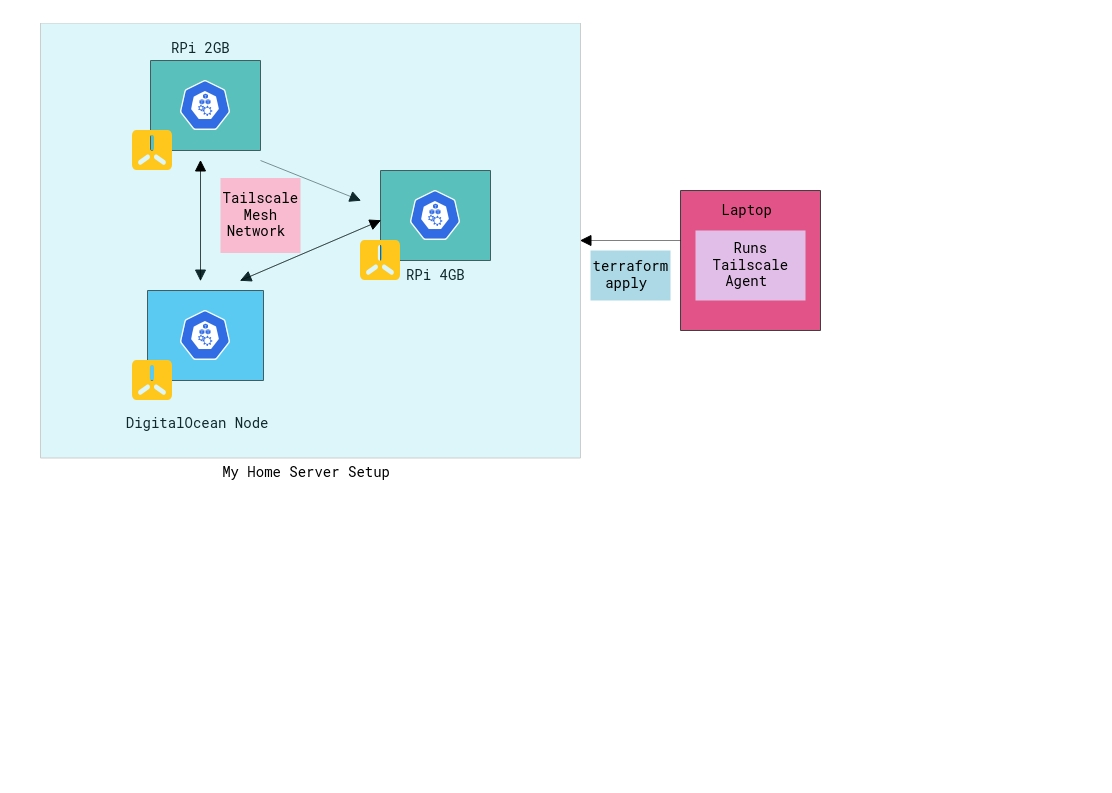 RPi 2GB
Tailscale
Mesh
Network
RPi 4GB
DigitalOcean Node
My Home Server Setup
terraform
apply
Laptop
Runs
Tailscale
Agent